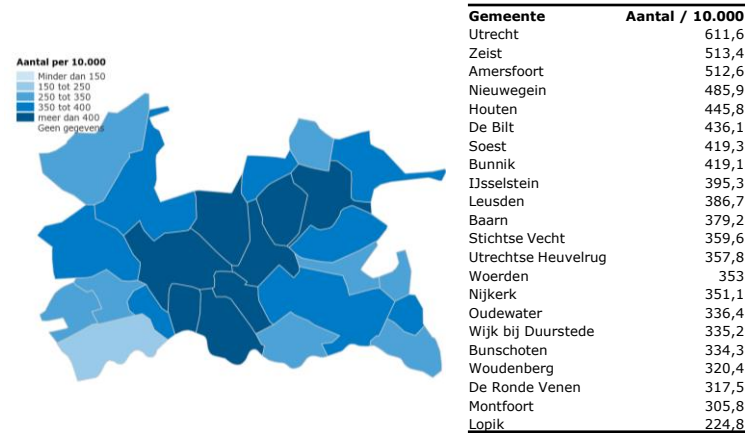 Aantal per 10.000
Minder dan 150
150 tot 250
250 tot 350
350 tot 400
meer dan 400
Geen gegevens
Gemeente Aantal / 10.000
Utrecht 611,6
Zeist 513,4
Amersfoort 512,6
Nieuwegein 485,9
Houten 445,8
De Bilt 436,1
Soest 419,3
Bunnik 419,1
IJsselstein 395,3
Leusden 386,7
Baarn 379,2
Stichtse Vecht 359,6
Utrechtse Heuvelrug 357,8
Woerden 353
Nijkerk 351,1
Oudewater 336,4
Wijk bij Duurstede 335,2
Bunschoten 334,3
Woudenberg 320,4
De Ronde Venen 317,5
Montfoort 305,8
Lopik 224,8